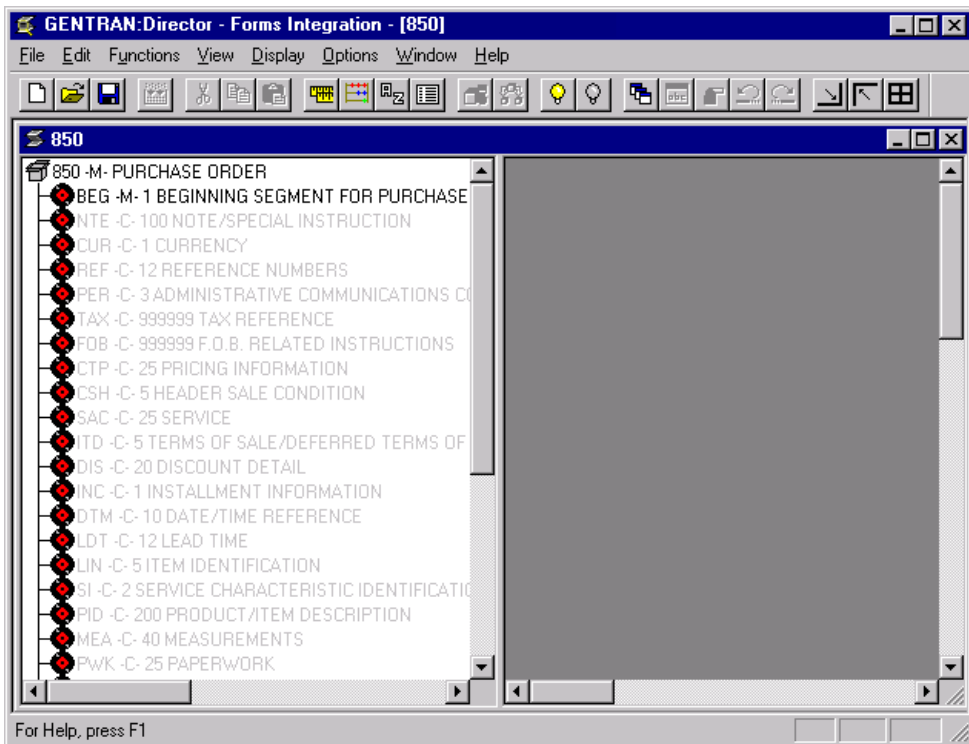 GENTRAN:Director - Forms Integration - [850]
File Edit Functions View Display Options Window Help
850
850 -M- PURCHASE ORDER
BEG -M- 1 BEGINNING SEGMENT FOR PURCHASE
NTE -C- 100 NOTE/SPECIAL INSTRUCTION
CUR -C- 1 CURRENCY
REF -C- 12 REFERENCE NUMBERS
PER -C- 3 ADMINISTRATIVE COMMUNICATIONS
TAX -C- 999999 TAX REFERENCE
FOB -C- 999999 F.O.B. RELATED INSTRUCTIONS
CTP -C- 25 PRICING INFORMATION
CSH -C- 5 HEADER SALE CONDITION
SAC -C- 25 SERVICE
ITD -C- 5 TERMS OF SALE/DEFERRED TERMS OF
DIS -C- 20 DISCOUNT DETAIL
INC -C- 1 INSTALLMENT INFORMATION
DTM -C- 10 DATE/TIME REFERENCE
LDT -C- 12 LEAD TIME
LIN -C- 5 ITEM IDENTIFICATION
SI -C- 2 SERVICE CHARACTERISTIC IDENTIFICATI
PID -C- 200 PRODUCT/ITEM DESCRIPTION
MEA -C- 40 MEASUREMENTS
PWK -C- 25 PAPERWORK
For Help, press F1